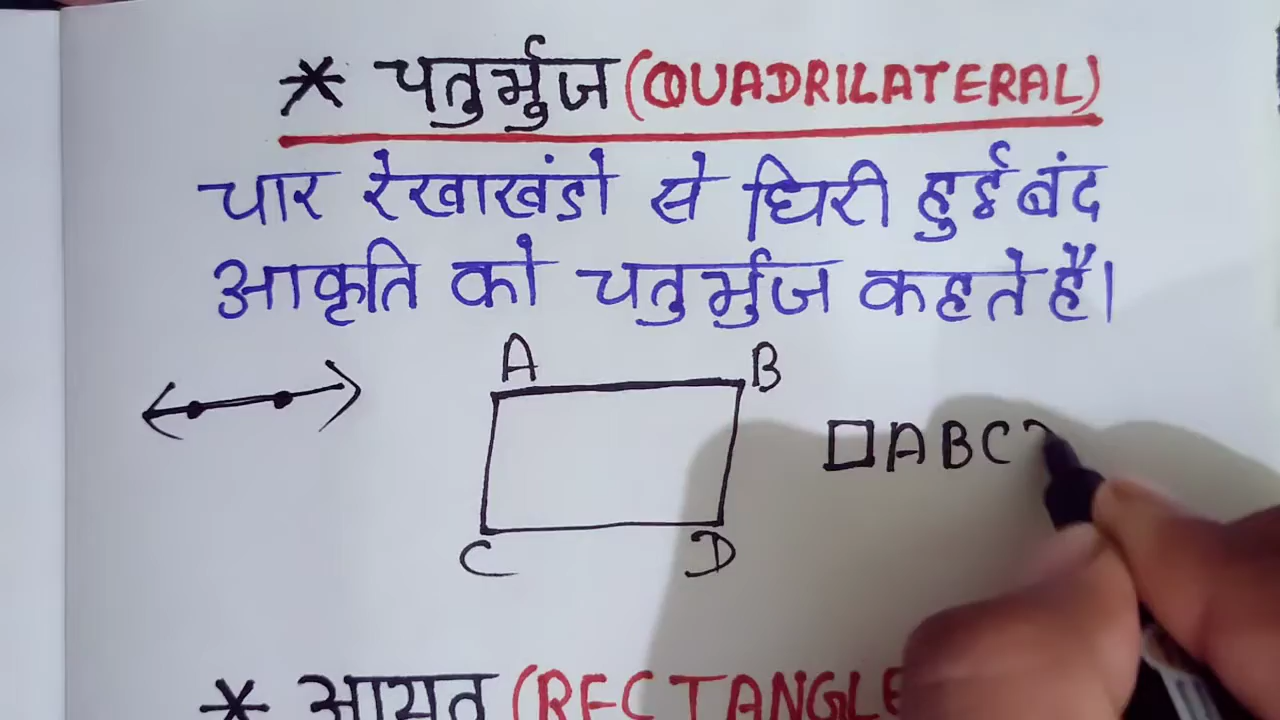 * चतुर्भुज (QUADRILATERAL)
चार रेखाखंडो से घिरी हुई बंद
आकृति को चतुर्भुज कहते है।
A B
□ABC
C D
* आयत (RECTANGLE